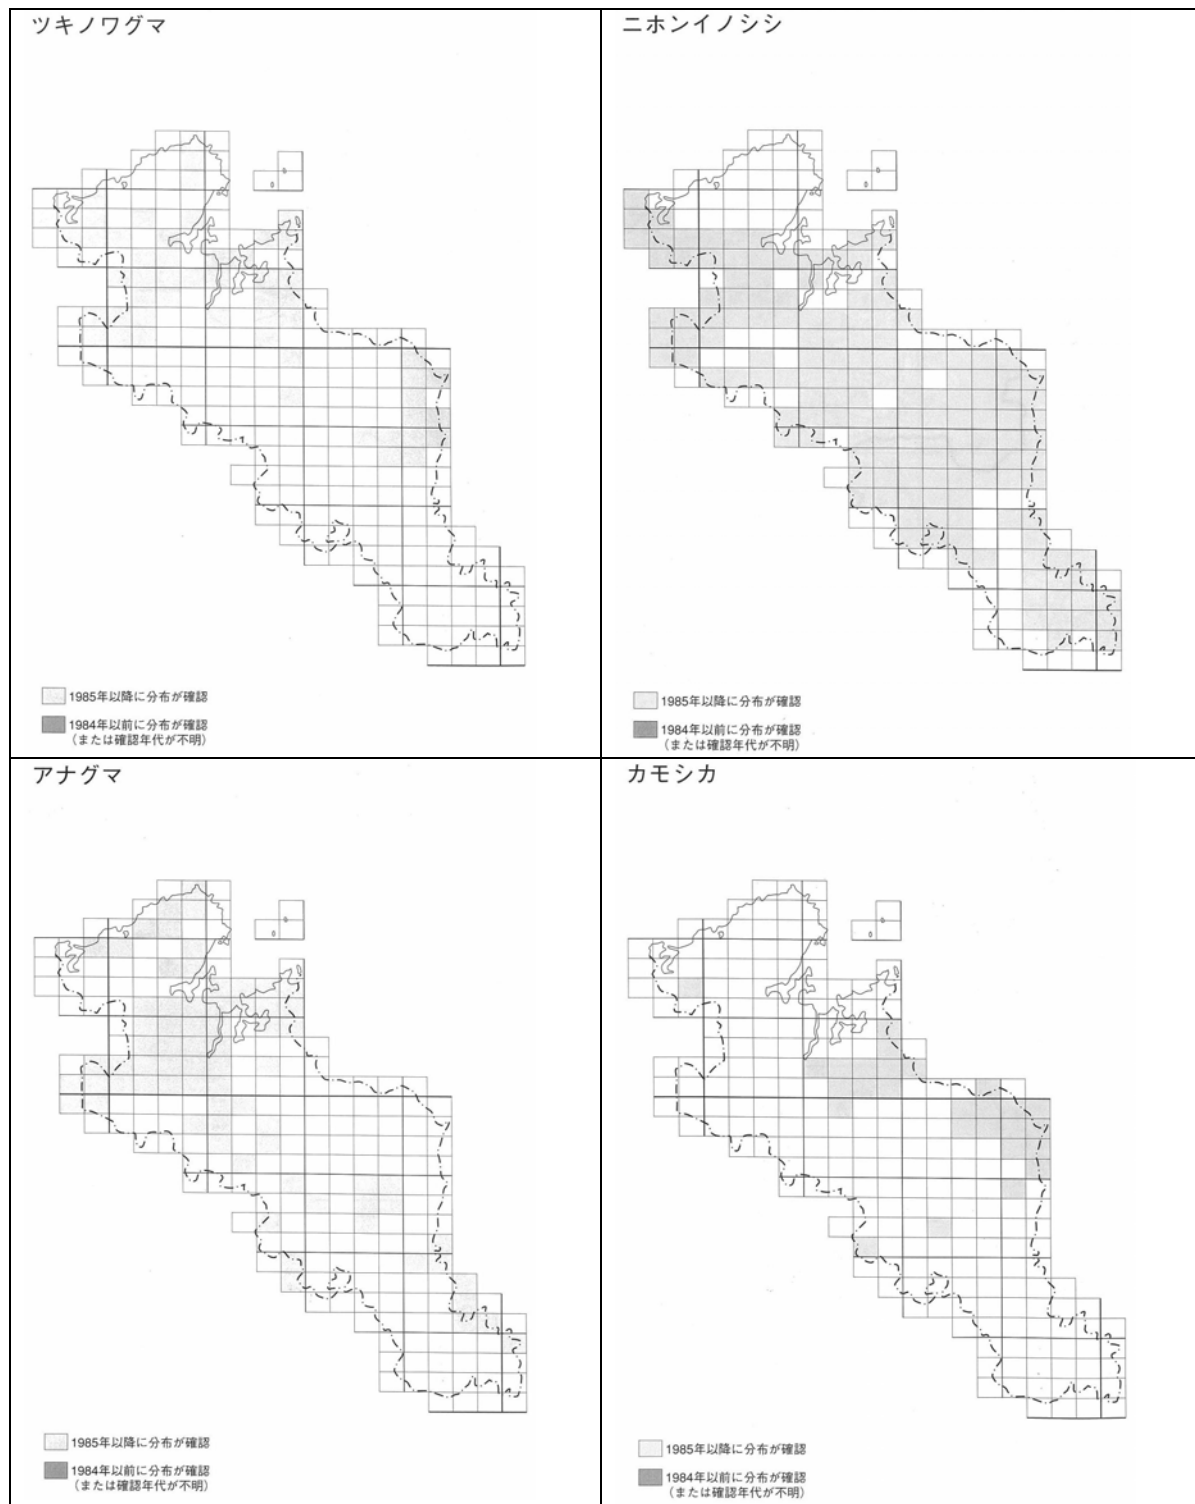 ツキノワグマ
1985年以降に分布が確認
1984年以前に分布が確認
（または確認年代が不明）
ニホンイノシシ
1985年以降に分布が確認
1984年以前に分布が確認
（または確認年代が不明）
アナグマ
1985年以降に分布が確認
1984年以前に分布が確認
（または確認年代が不明）
カモシカ
1985年以降に分布が確認
1984年以前に分布が確認
（または確認年代が不明）